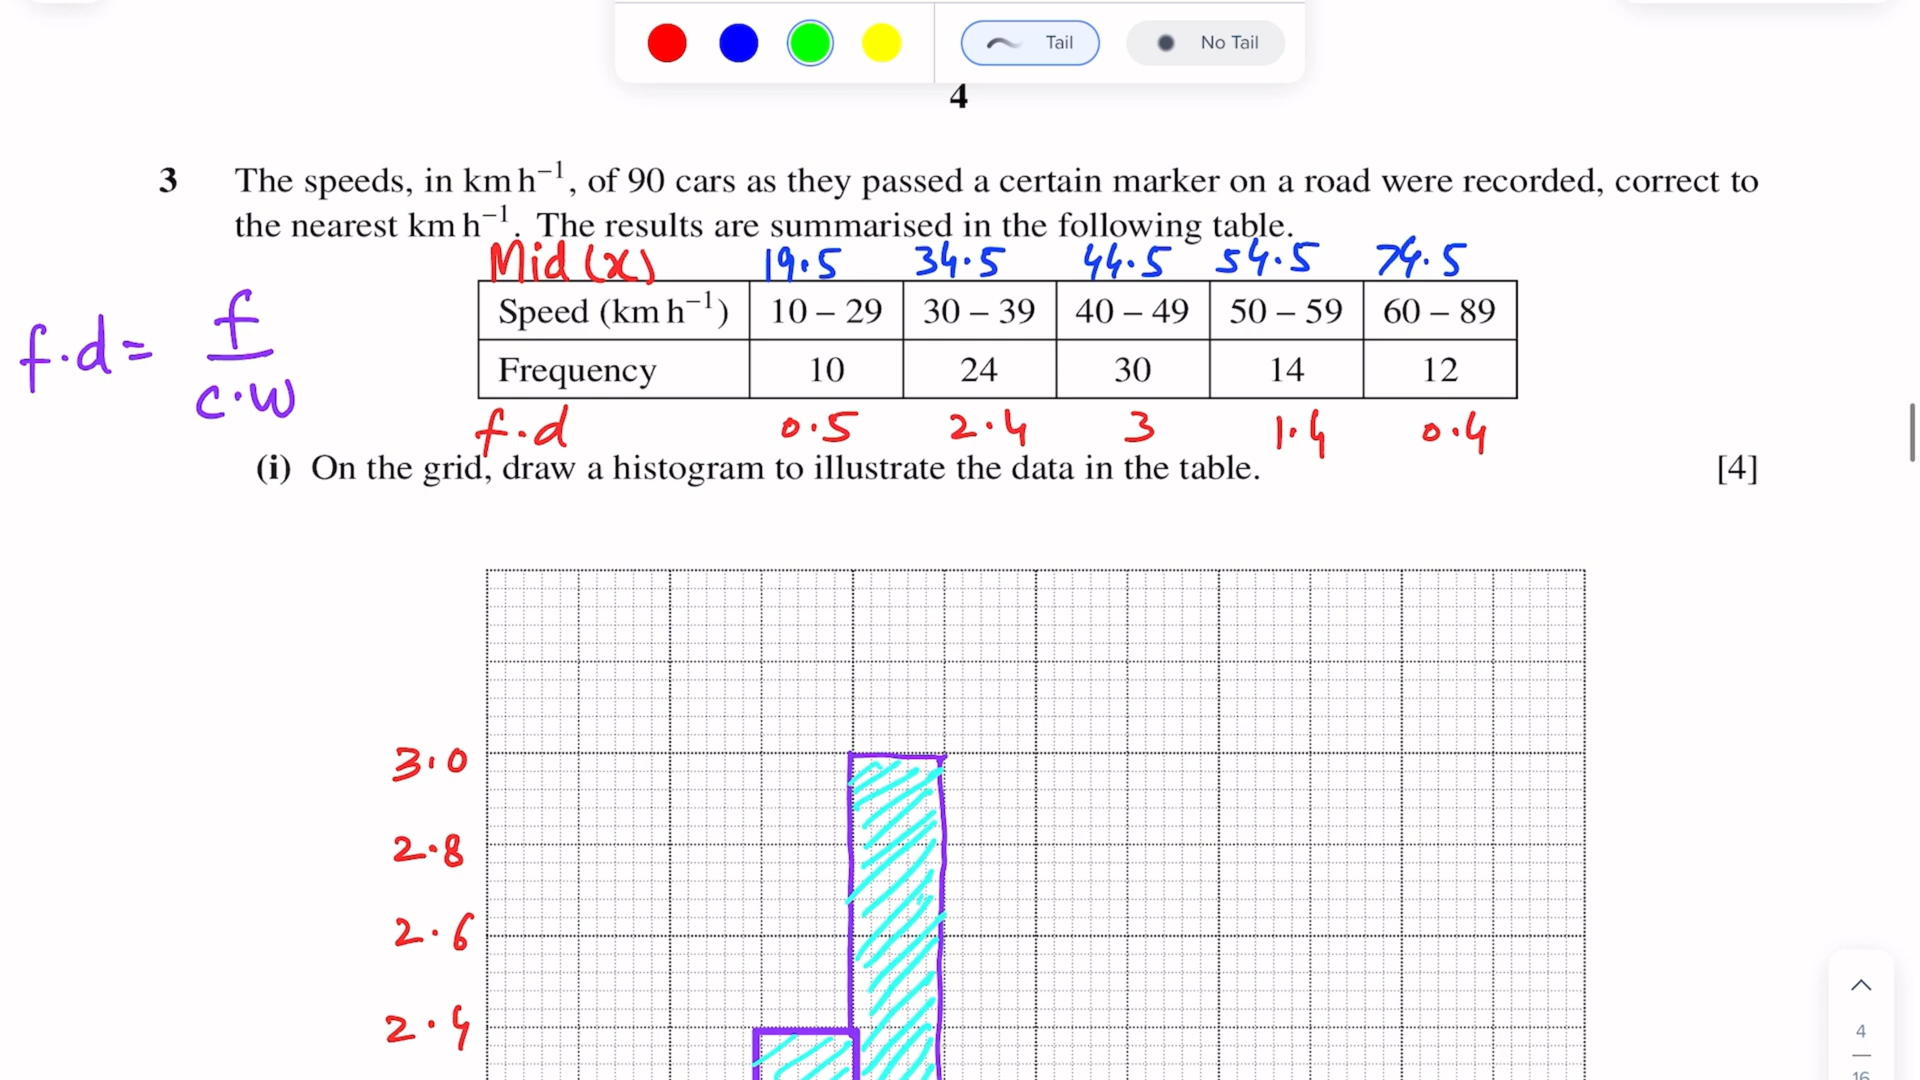 Tail No Tail
4
3 The speeds, in km h⁻¹, of 90 cars as they passed a certain marker on a road were recorded, correct to
the nearest km h⁻¹. The results are summarised in the following table.
Mid (x) 19.5 34.5 44.5 54.5 74.5
Speed (km h⁻¹) 10 – 29 30 – 39 40 – 49 50 – 59 60 – 89
f.d = f / c.w
Frequency 10 24 30 14 12
f.d 0.5 2.4 3 1.4 0.4
(i) On the grid, draw a histogram to illustrate the data in the table. [4]
3.0
2.8
2.6
2.4
4
16